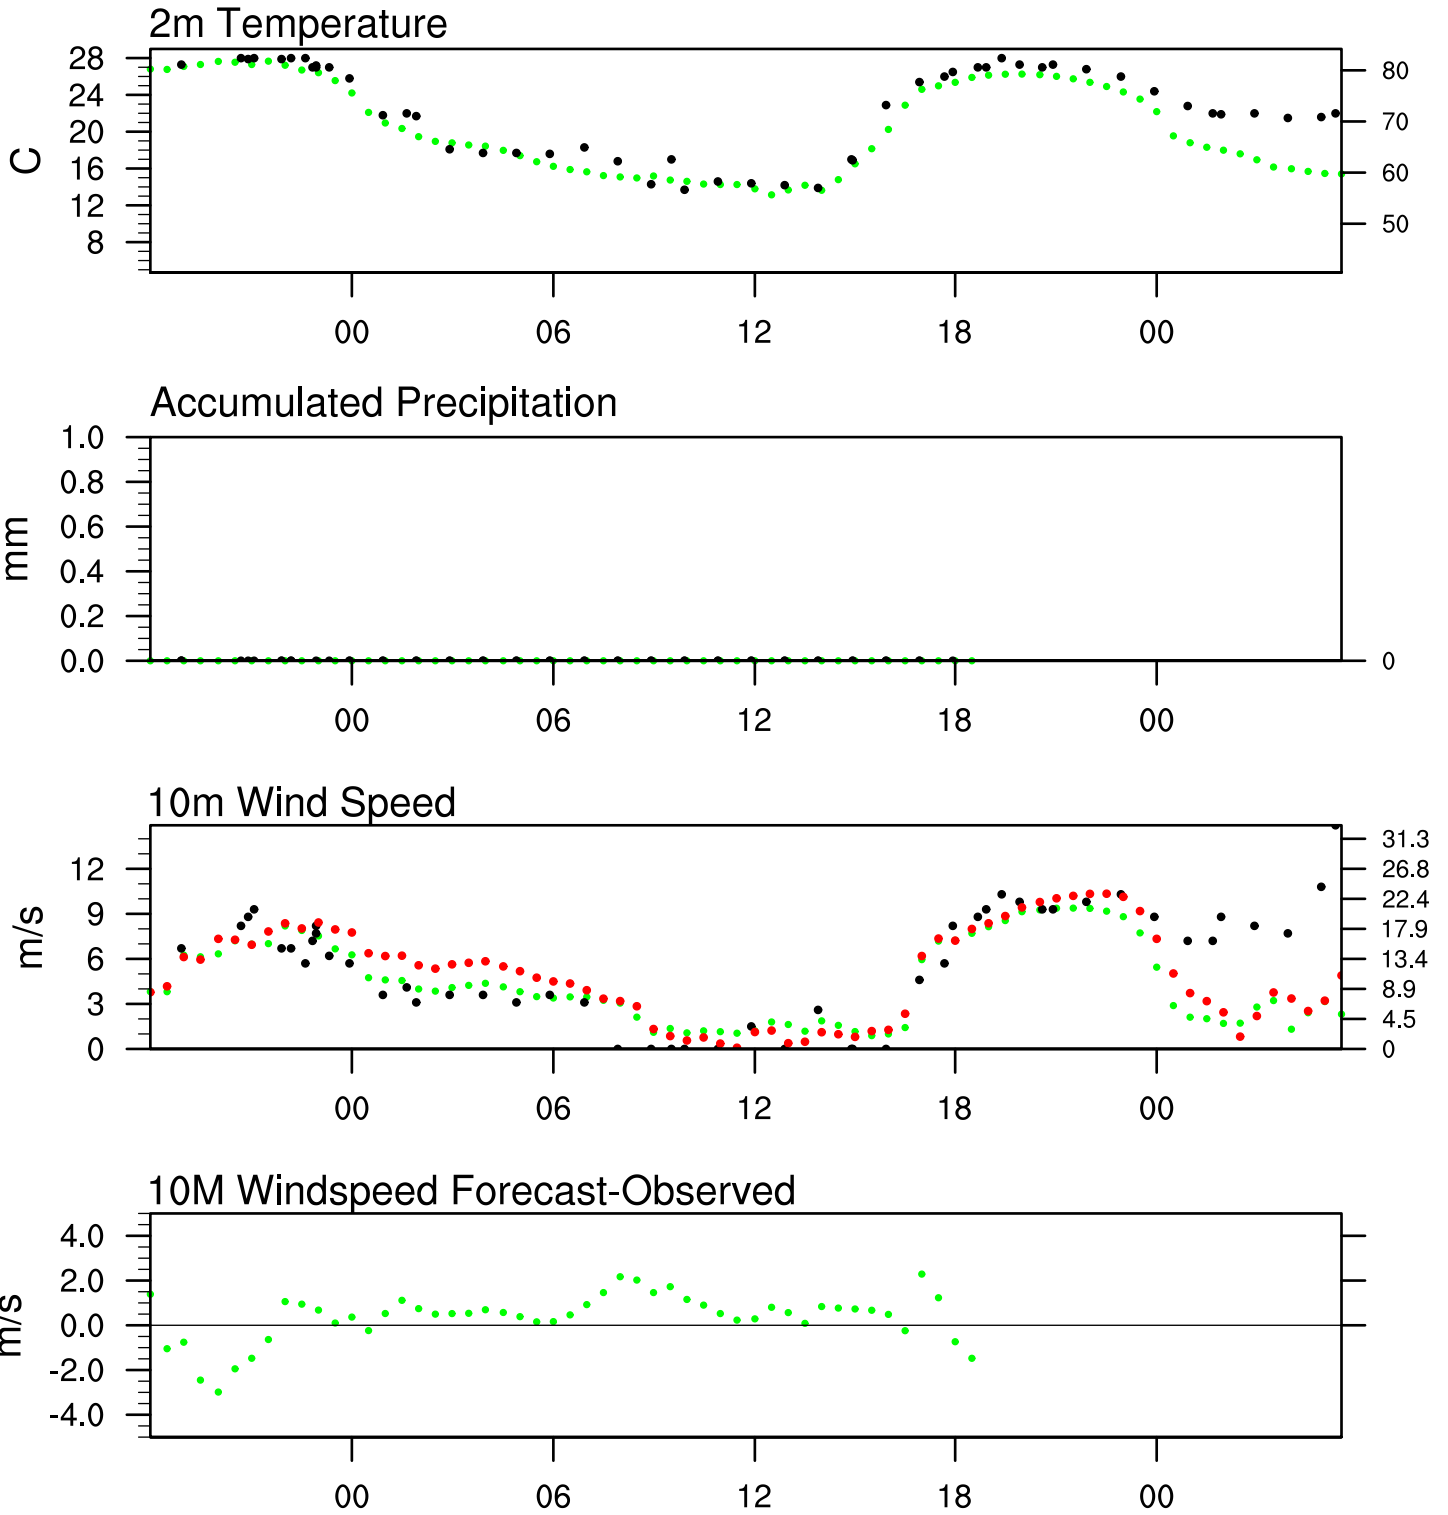 2m Temperature
28
24
20
16
12
8
C
80
70
60
50
00 06 12 18 00
Accumulated Precipitation
1.0
0.8
0.6
0.4
0.2
0.0
mm
0
00 06 12 18 00
10m Wind Speed
12
9
6
3
0
m/s
31.3
26.8
22.4
17.9
13.4
8.9
4.5
0
00 06 12 18 00
10M Windspeed Forecast-Observed
4.0
2.0
0.0
-2.0
-4.0
m/s
00 06 12 18 00